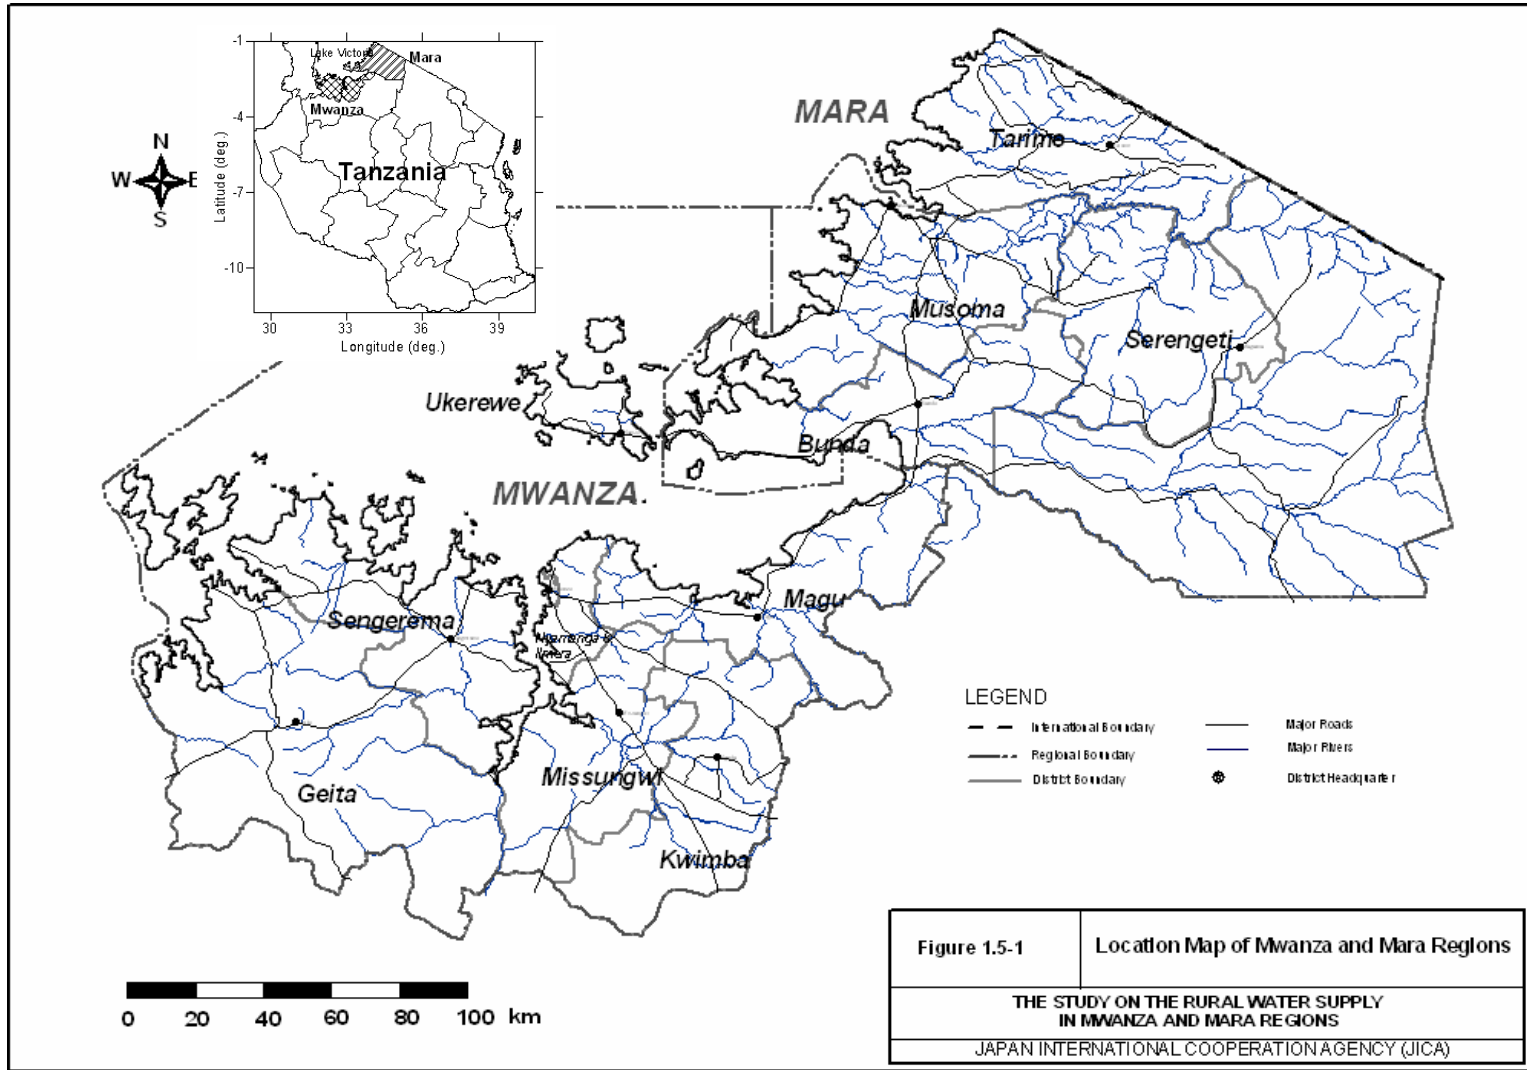 -1
Lake Victoria
Mara
Mwanza
-4
Tanzania
-7
-10
Latitude (deg.)
30 33 36 39
Longitude (deg.)
N
W E
S
MARA
Tarime
Musoma
Serengeti
Ukerewe
Bunda
MWANZA.
Magu
Sengerema
Missungwi
Geita
Kwimba
LEGEND
International Boundary
Regional Boundary
District Boundary
Major Roads
Major Rivers
District Headquarter
0 20 40 60 80 100 km
Figure 1.5-1
Location Map of Mwanza and Mara Regions
THE STUDY ON THE RURAL WATER SUPPLY
IN MWANZA AND MARA REGIONS
JAPAN INTERNATIONAL COOPERATION AGENCY (JICA)